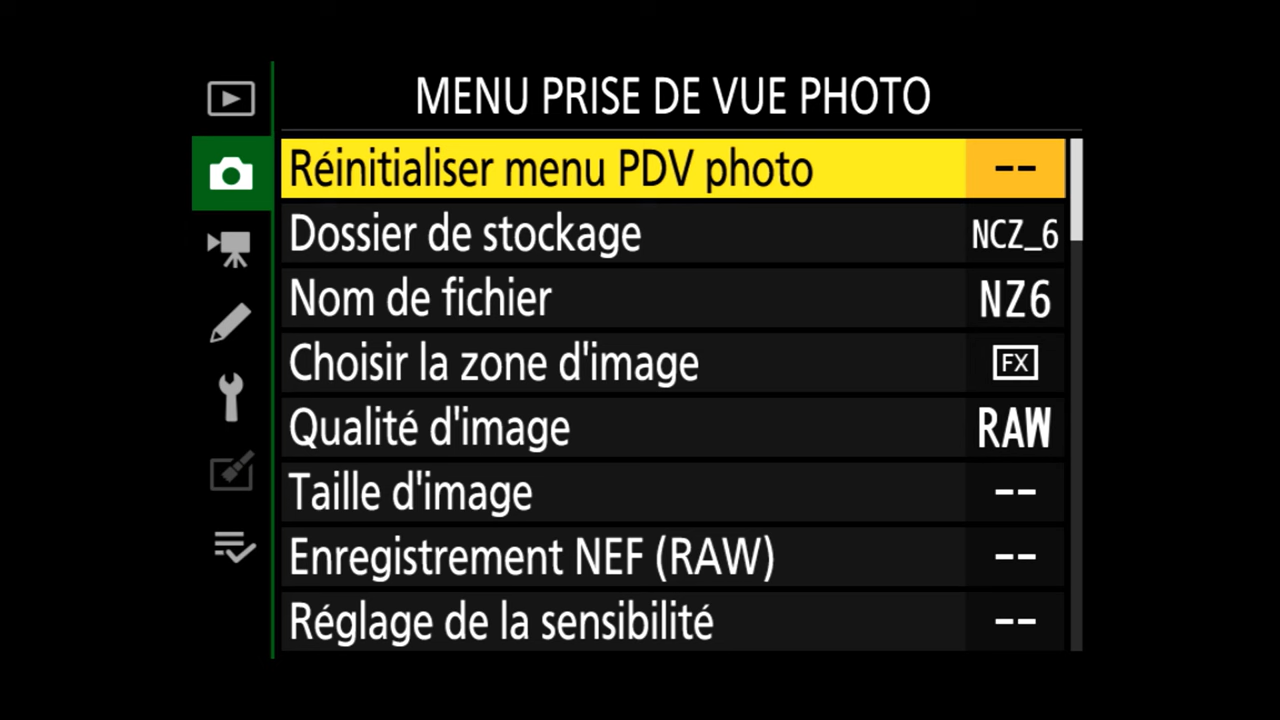 MENU PRISE DE VUE PHOTO
Réinitialiser menu PDV photo --
Dossier de stockage NCZ_6
Nom de fichier NZ6
Choisir la zone d'image FX
Qualité d'image RAW
Taille d'image --
Enregistrement NEF (RAW) --
Réglage de la sensibilité --